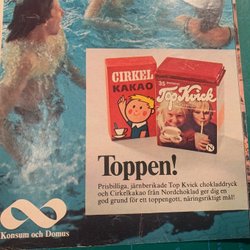 CIRKEL
KAKAO
Top Kvick
Toppen!
Prisbilliga, järnberikade Top Kvick chokladdryck
och Cirkelkakao från Nordchoklad ger dig en
god grund för ett toppengott, näringsriktigt mål!
Konsum och Domus